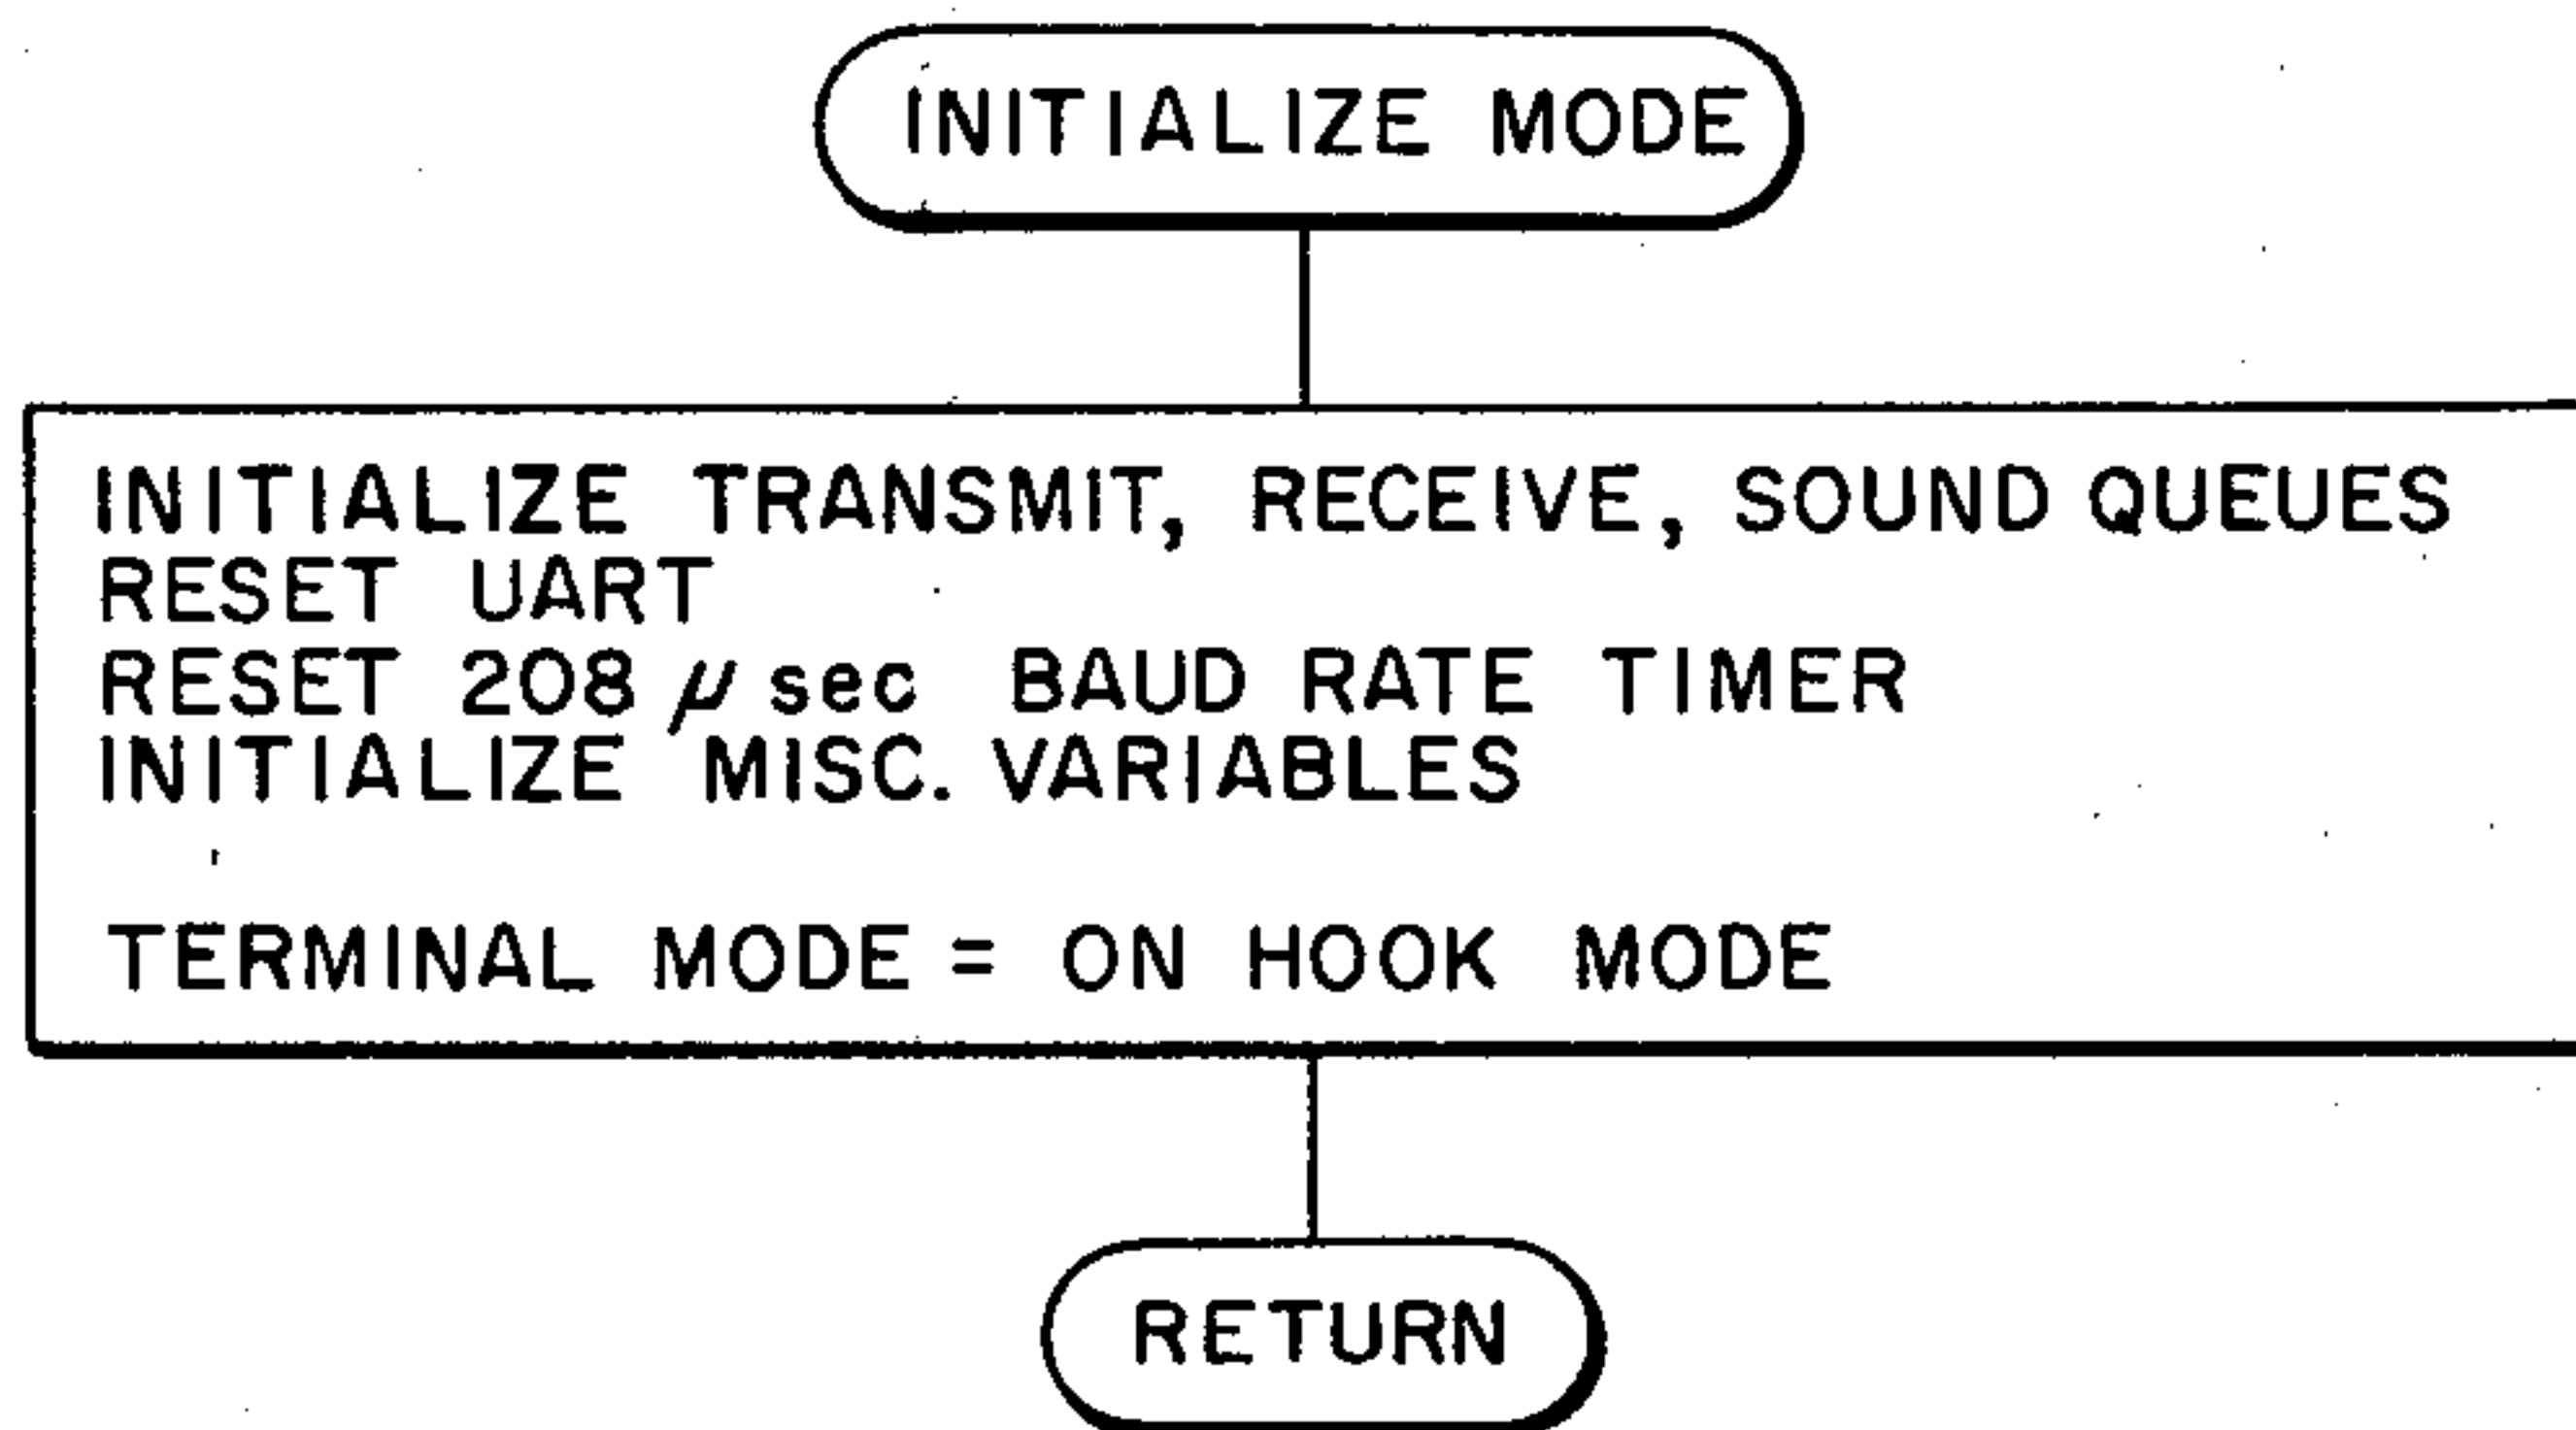 INITIALIZE MODE
INITIALIZE TRANSMIT, RECEIVE, SOUND QUEUES
RESET UART
RESET 208 μ sec BAUD RATE TIMER
INITIALIZE MISC. VARIABLES
TERMINAL MODE = ON HOOK MODE
RETURN